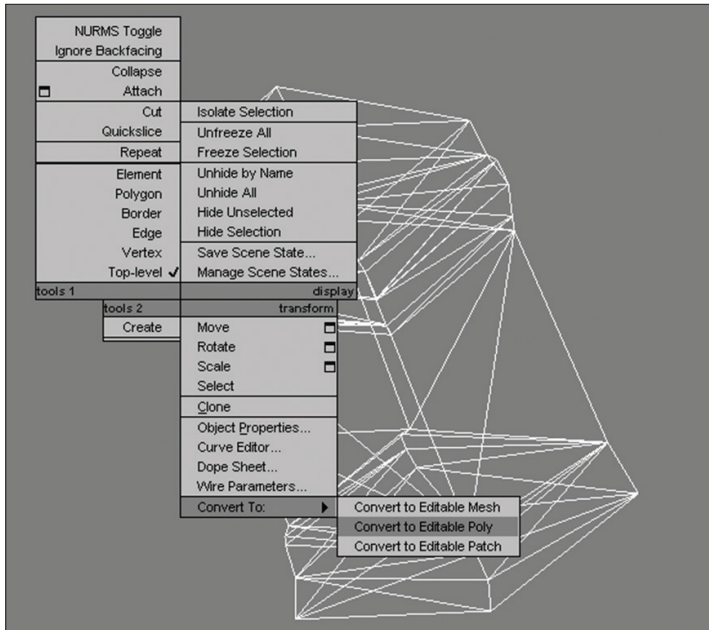 NURMS Toggle
Ignore Backfacing
Collapse
Attach
Cut
Quickslice
Repeat
Element
Polygon
Border
Edge
Vertex
Top-level
tools 1
Isolate Selection
Unfreeze All
Freeze Selection
Unhide by Name
Unhide All
Hide Unselected
Hide Selection
Save Scene State...
Manage Scene States...
display
tools 2
Create
transform
Move
Rotate
Scale
Select
Clone
Object Properties...
Curve Editor...
Dope Sheet...
Wire Parameters...
Convert To:
Convert to Editable Mesh
Convert to Editable Poly
Convert to Editable Patch